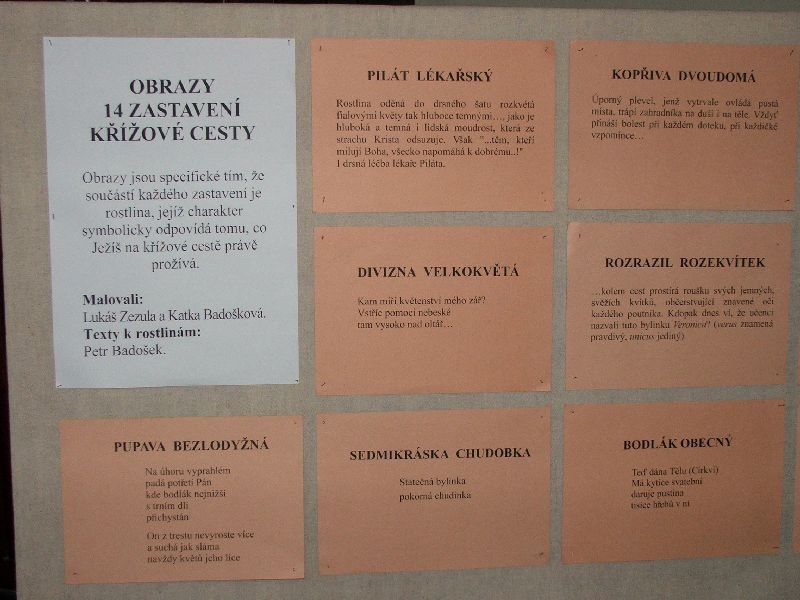 OBRAZY
14 ZASTAVENÍ
KŘÍŽOVÉ CESTY
Obrazy jsou specifické tím, že
součástí každého zastavení je
rostlina, jejíž charakter
symbolicky odpovídá tomu, co
Ježíš na křížové cestě právě
prožívá.
Malovali:
Lukáš Zezula a Katka Badošková.
Texty k rostlinám:
Petr Badošek.
PILÁT LÉKAŘSKÝ
Rostlina oděná do drsného šatu rozkvétá
fialovými květy tak hluboce temnými…, jako je
hluboká a temná i lidská moudrost, která ze
strachu Krista odsuzuje. Však "...těm, kteří
milují Boha, všecko napomáhá k dobrému..!"
I drsná léčba lékaře Piláta.
KOPŘIVA DVOUDOMÁ
Úporný plevel, jenž vytrvale ovládá pustá
místa, trápí zahradníka na duši i na těle. Vždyť
přináší bolest při každém doteku, při každičké
vzpomínce…
DIVIZNA VELKOKVĚTÁ
Kam míří květenství mého zář?
Vstříc pomoci nebeské
tam vysoko nad oltář…
ROZRAZIL ROZEKVÍTEK
…kolem cest prostírá roušku svých jemných,
svěžích kvítků, občerstvující znavené oči
každého poutníka. Kdopak dnes ví, že učenci
nazvali tuto bylinku Veronica? (verus znamená
pravdivý, unicus jediný)
PUPAVA BEZLODYŽNÁ
Na úhoru vyprahlém
padá potřetí Pán
kde bodlák nejnižší
s trním dlí
přichystán
On z trestu nevyroste více
a suchá jak sláma
navždy květů jeho líce
SEDMIKRÁSKA CHUDOBKA
Statečná bylinka
pokorná chudinka
BODLÁK OBECNÝ
Teď dána Tělu (Církvi)
Má kytice svatební
daruje pustina
tisíce hřebů v ní